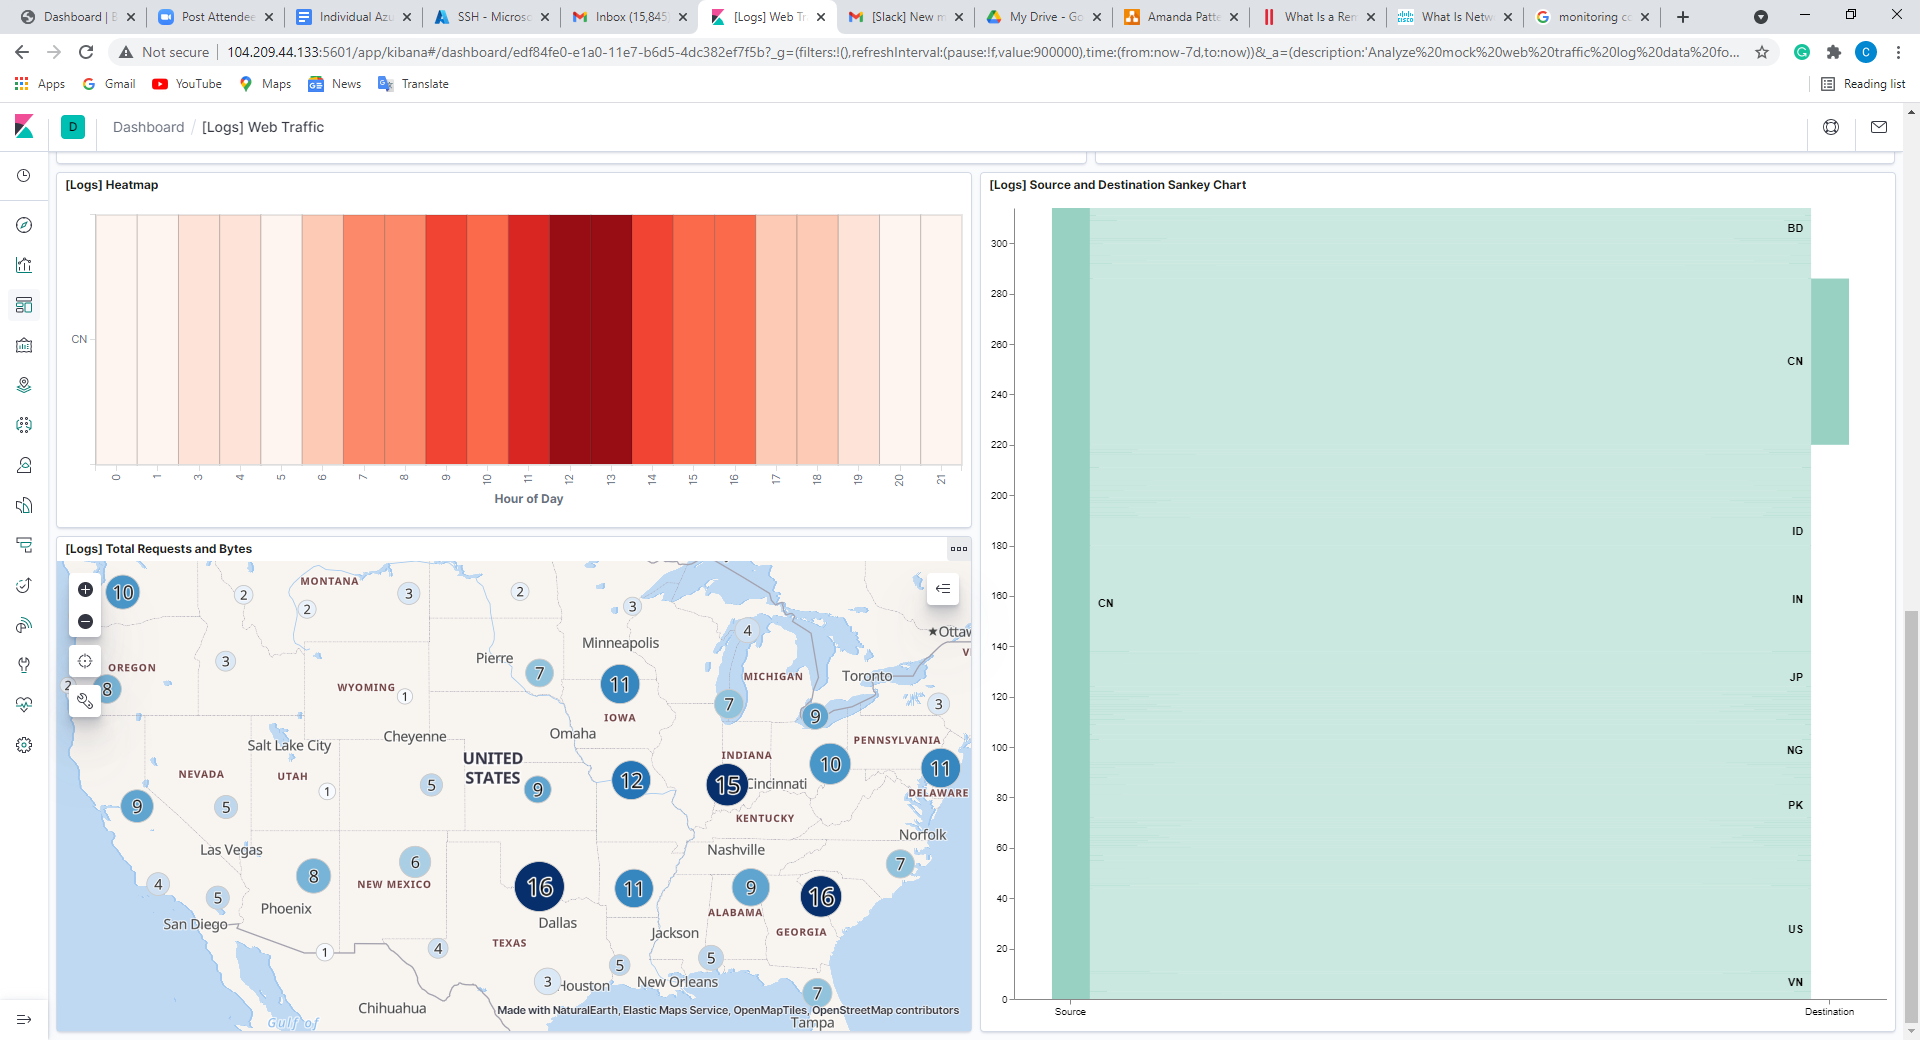 Dashboard | B
Post Attendee
Individual Azu
SSH - Microso
Inbox (15,845)
[Logs] Web Tr
[Slack] New m
My Drive - Go
Amanda Patte
What Is a Rem
What Is Netw
monitoring co
Not secure
104.209.44.133:5601/app/kibana#/dashboard/edf84fe0-e1a0-11e7-b6d5-4dc382ef7f5b?_g=(filters:!(),refreshInterval:(pause:!f,value:900000),time:(from:now-7d,to:now))&_a=(description:'Analyze%20mock%20web%20traffic%20log%20data%20fo...
C
Apps
Gmail
YouTube
Maps
News
Translate
Reading list
D
Dashboard / [Logs] Web Traffic
[Logs] Heatmap
CN
0 1 3 4 5 6 7 8 9 10 11 12 13 14 15 16 17 18 19 20 21
Hour of Day
[Logs] Total Requests and Bytes
MONTANA
10
2
2
3
2
3
4
Minneapolis
Ottaw
OREGON
3
Pierre
7
11
MICHIGAN
Toronto
VI
2
8
WYOMING
1
IOWA
7
9
3
Cheyenne
Omaha
Salt Lake City
UNITED
STATES
INDIANA
PENNSYLVANIA
NEVADA
UTAH
1
5
9
12
15
Cincinnati
10
11
DELAWARE
9
5
KENTUCKY
Norfolk
Las Vegas
Nashville
8
6
7
4
5
NEW MEXICO
16
11
9
16
Phoenix
ALABAMA
San Diego
Dallas
Jackson
GEORGIA
TEXAS
1
4
5
5
3
Houston
New Orleans
7
Chihuahua
Made with NaturalEarth, Elastic Maps Service, OpenMapTiles, OpenStreetMap contributors
Gulf of
Tampa
[Logs] Source and Destination Sankey Chart
300
280
260
240
220
200
180
160
140
120
100
80
60
40
20
0
CN
BD
CN
ID
IN
JP
NG
PK
US
VN
Source
Destination